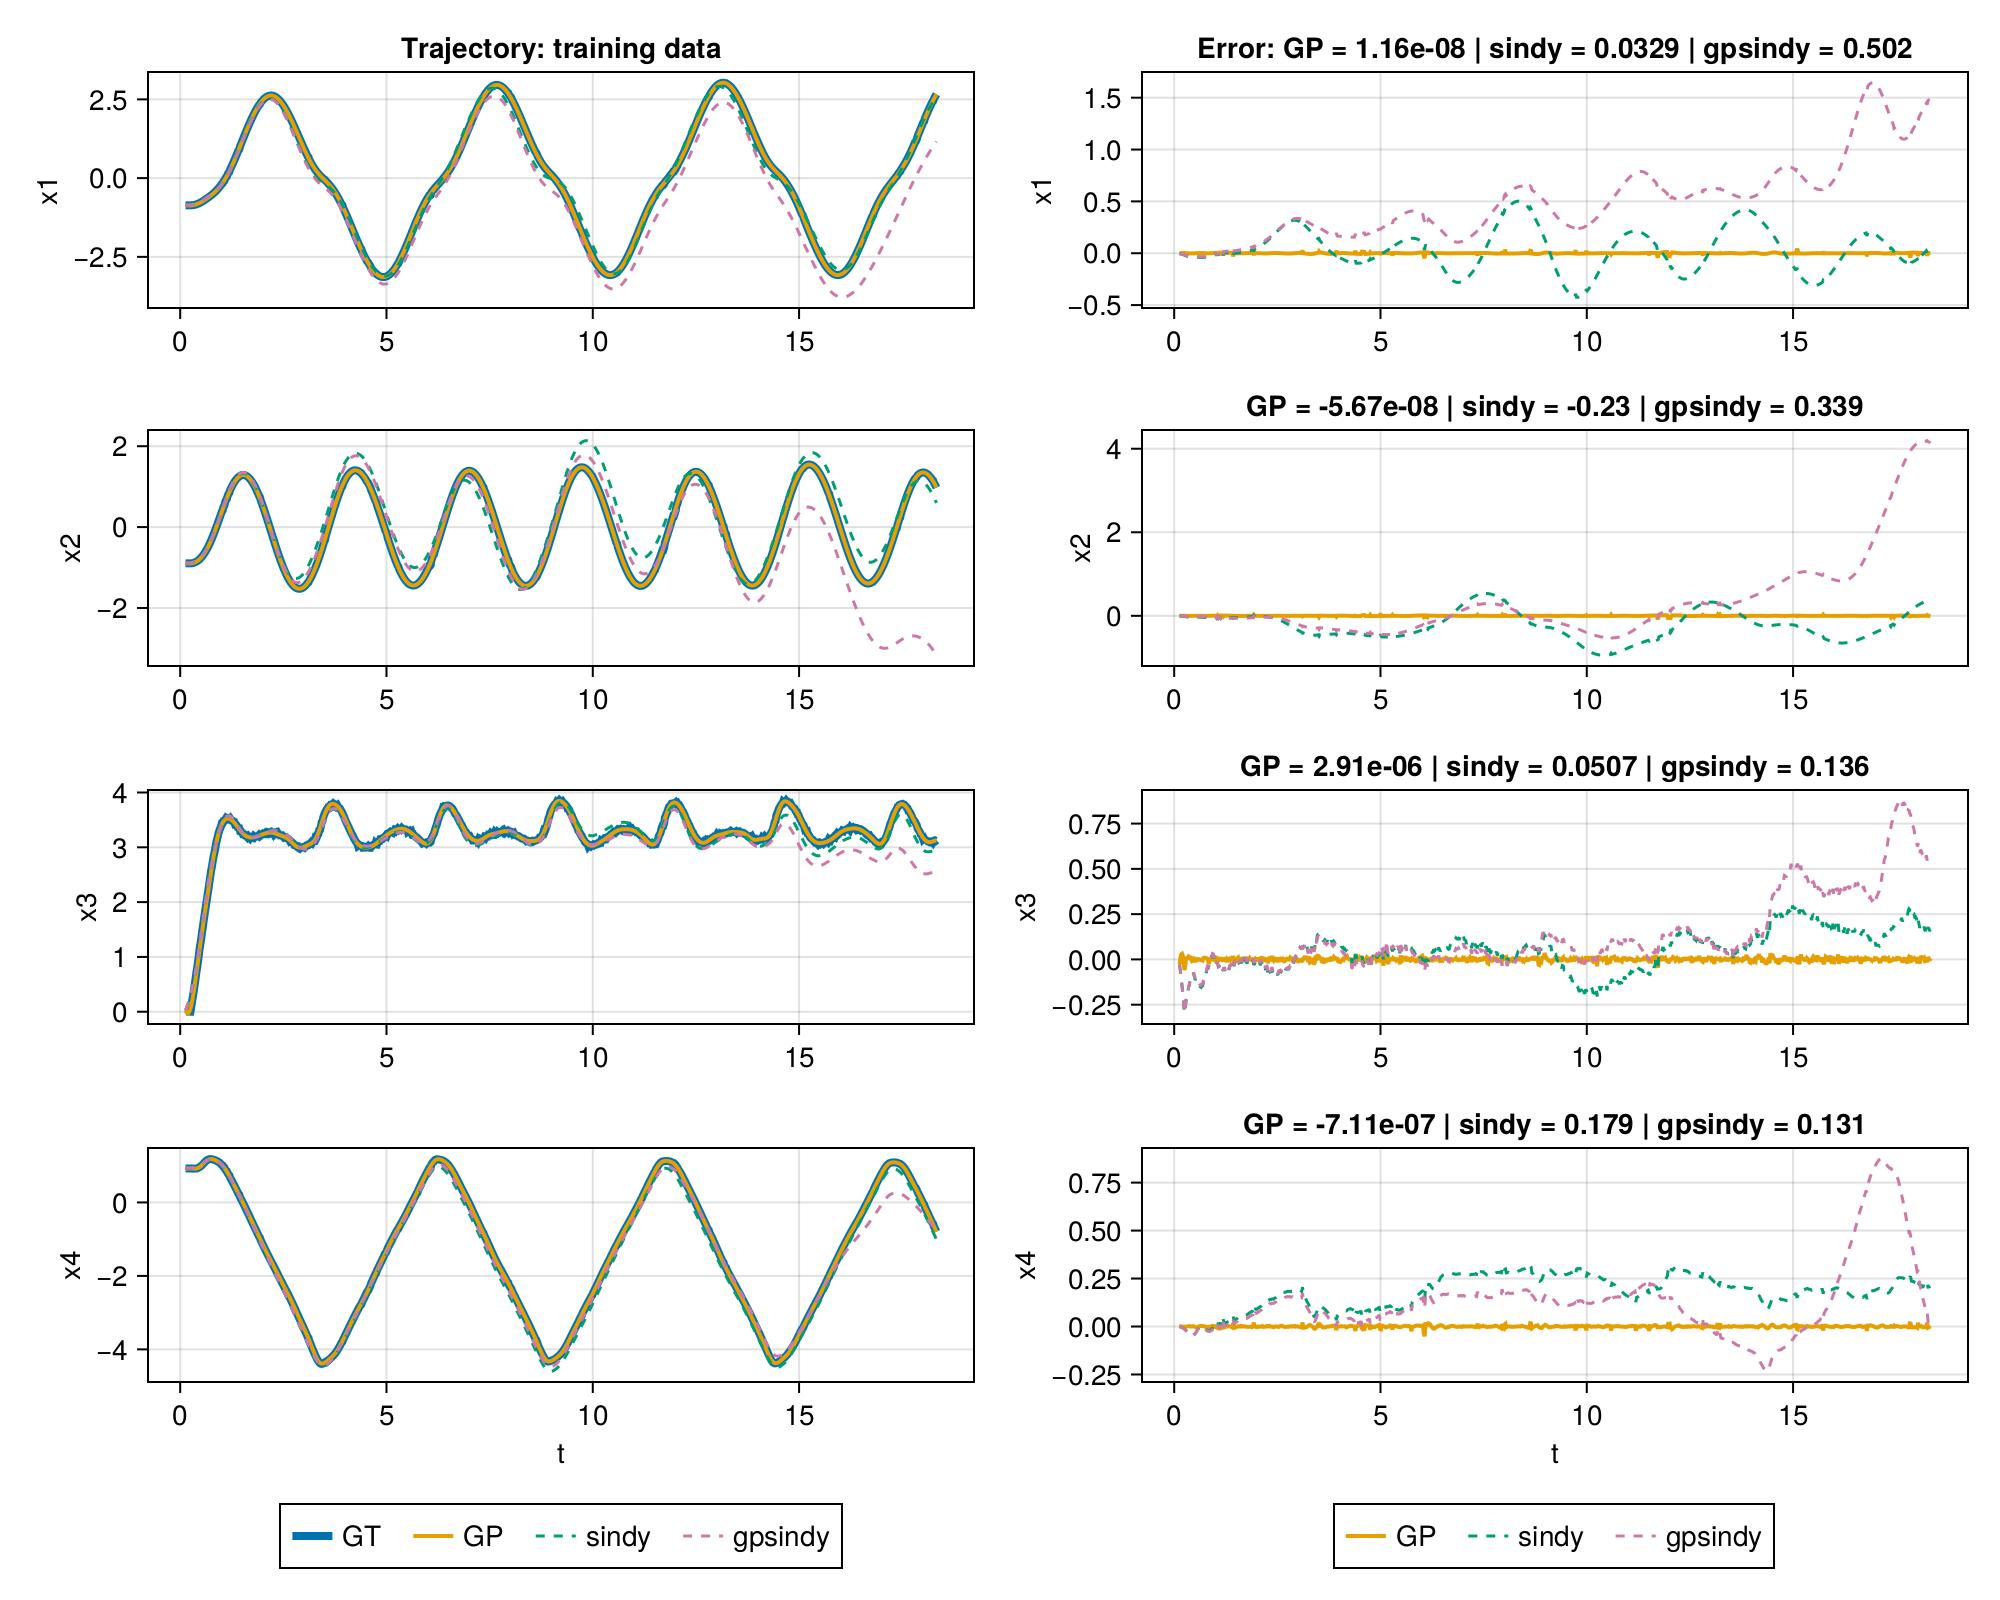 Trajectory: training data
x1
2.5
0.0
−2.5
0 5 10 15
Error: GP = 1.16e-08 | sindy = 0.0329 | gpsindy = 0.502
x1
1.5
1.0
0.5
0.0
−0.5
0 5 10 15
x2
2
0
−2
0 5 10 15
GP = -5.67e-08 | sindy = -0.23 | gpsindy = 0.339
x2
4
2
0
0 5 10 15
x3
4
3
2
1
0
0 5 10 15
GP = 2.91e-06 | sindy = 0.0507 | gpsindy = 0.136
x3
0.75
0.50
0.25
0.00
−0.25
0 5 10 15
x4
0
−2
−4
0 5 10 15
t
GP = -7.11e-07 | sindy = 0.179 | gpsindy = 0.131
x4
0.75
0.50
0.25
0.00
−0.25
0 5 10 15
t
GT GP sindy gpsindy
GP sindy gpsindy